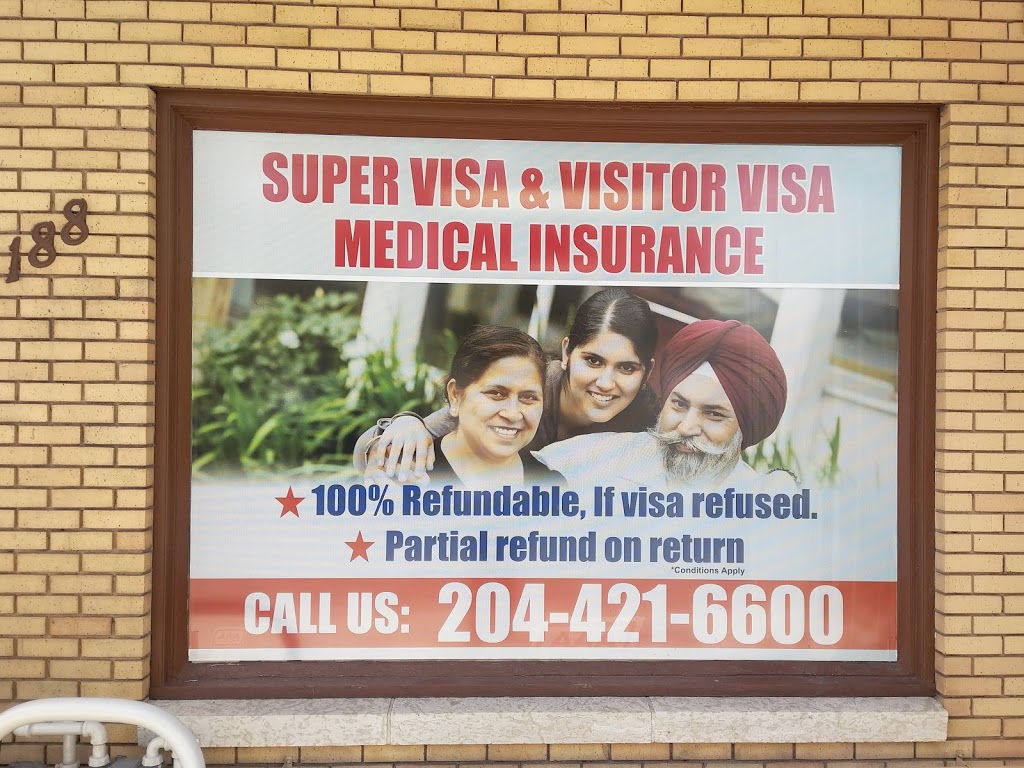 188
SUPER VISA & VISITOR VISA
MEDICAL INSURANCE
★ 100% Refundable, If visa refused.
★ Partial refund on return
*Conditions Apply
CALL US: 204-421-6600